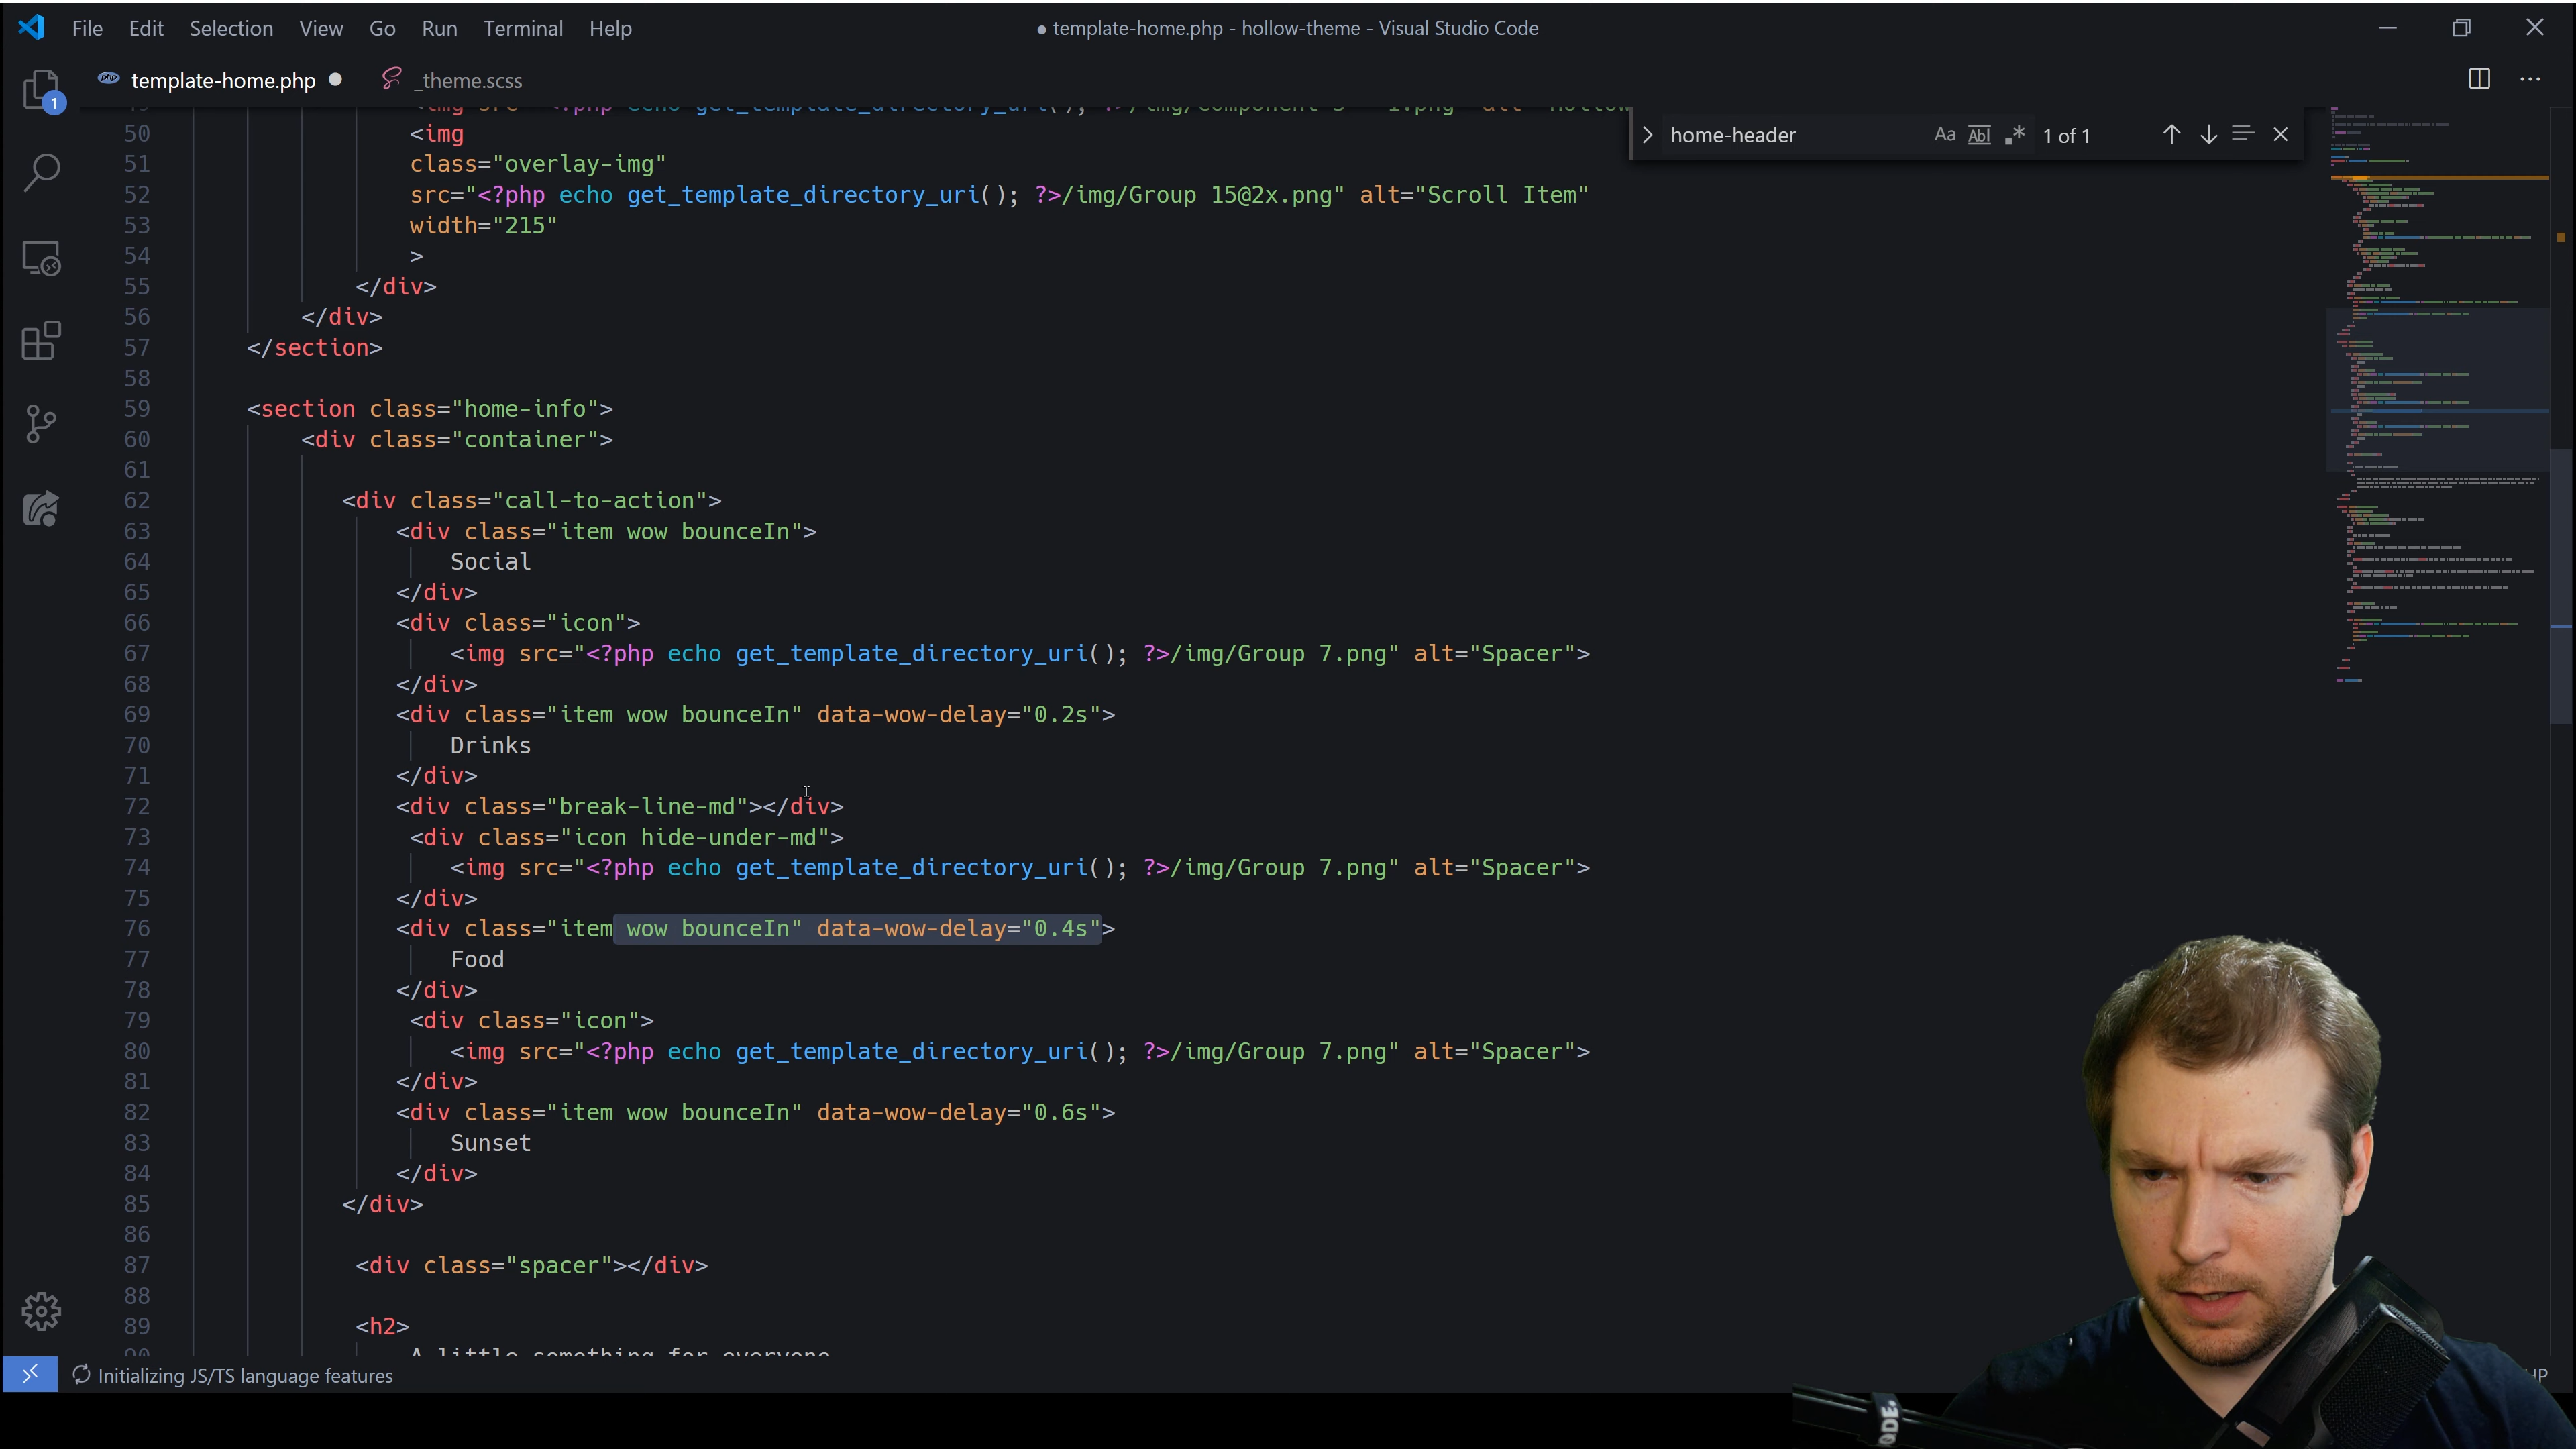 File Edit Selection View Go Run Terminal Help
● template-home.php - hollow-theme - Visual Studio Code
php template-home.php ● _theme.scss
1
home-header Aa Abl .* 1 of 1
50 <img
51 class="overlay-img"
52 src="<?php echo get_template_directory_uri(); ?>/img/Group 15@2x.png" alt="Scroll Item"
53 width="215"
54 >
55 </div>
56 </div>
57 </section>
58
59 <section class="home-info">
60 <div class="container">
61
62 <div class="call-to-action">
63 <div class="item wow bounceIn">
64 Social
65 </div>
66 <div class="icon">
67 <img src="<?php echo get_template_directory_uri(); ?>/img/Group 7.png" alt="Spacer">
68 </div>
69 <div class="item wow bounceIn" data-wow-delay="0.2s">
70 Drinks
71 </div>
72 <div class="break-line-md"></div>
73 <div class="icon hide-under-md">
74 <img src="<?php echo get_template_directory_uri(); ?>/img/Group 7.png" alt="Spacer">
75 </div>
76 <div class="item wow bounceIn" data-wow-delay="0.4s">
77 Food
78 </div>
79 <div class="icon">
80 <img src="<?php echo get_template_directory_uri(); ?>/img/Group 7.png" alt="Spacer">
81 </div>
82 <div class="item wow bounceIn" data-wow-delay="0.6s">
83 Sunset
84 </div>
85 </div>
86
87 <div class="spacer"></div>
88
89 <h2>
90 A little something for everyone
Initializing JS/TS language features